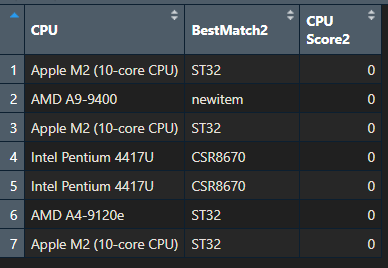 CPU BestMatch2 CPU
Score2
1 Apple M2 (10-core CPU) ST32 0
2 AMD A9-9400 newitem 0
3 Apple M2 (10-core CPU) ST32 0
4 Intel Pentium 4417U CSR8670 0
5 Intel Pentium 4417U CSR8670 0
6 AMD A4-9120e ST32 0
7 Apple M2 (10-core CPU) ST32 0